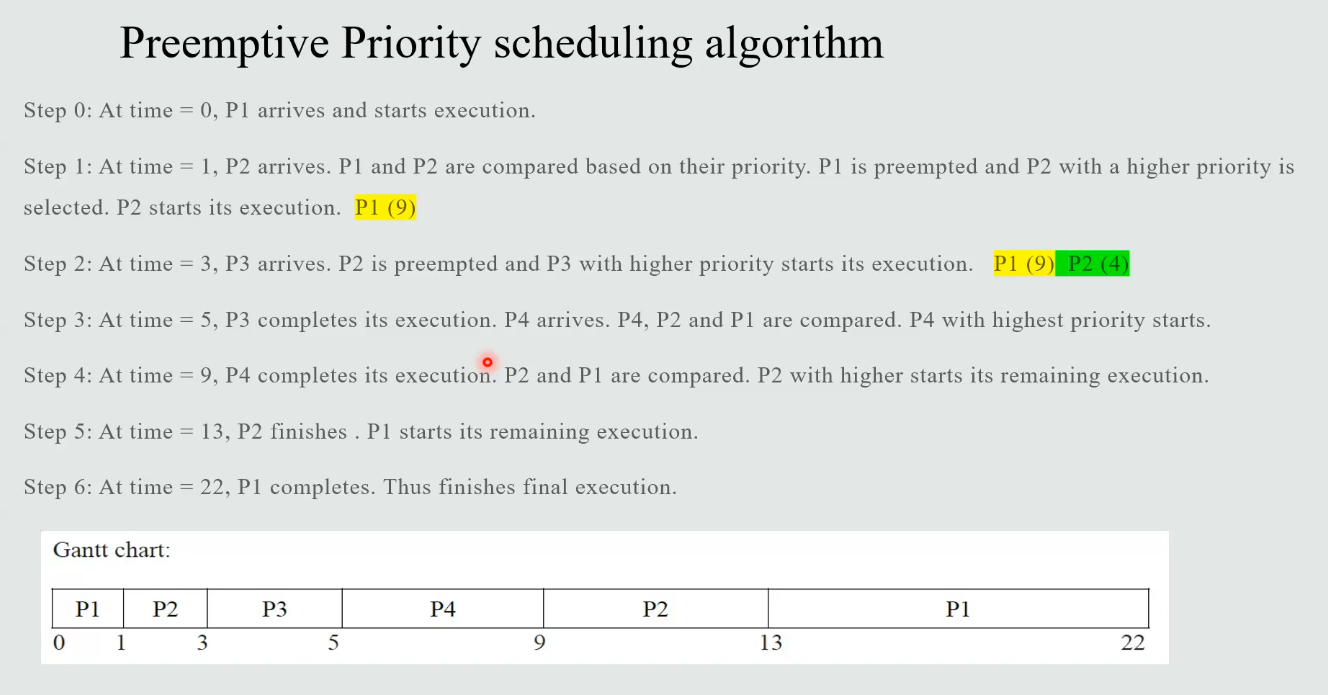 Preemptive Priority scheduling algorithm
Step 0: At time = 0, P1 arrives and starts execution.
Step 1: At time = 1, P2 arrives. P1 and P2 are compared based on their priority. P1 is preempted and P2 with a higher priority is
selected. P2 starts its execution. P1 (9)
Step 2: At time = 3, P3 arrives. P2 is preempted and P3 with higher priority starts its execution. P1 (9) P2 (4)
Step 3: At time = 5, P3 completes its execution. P4 arrives. P4, P2 and P1 are compared. P4 with highest priority starts.
Step 4: At time = 9, P4 completes its execution. P2 and P1 are compared. P2 with higher starts its remaining execution.
Step 5: At time = 13, P2 finishes . P1 starts its remaining execution.
Step 6: At time = 22, P1 completes. Thus finishes final execution.
Gantt chart:
P1 P2 P3 P4 P2 P1
0 1 3 5 9 13 22